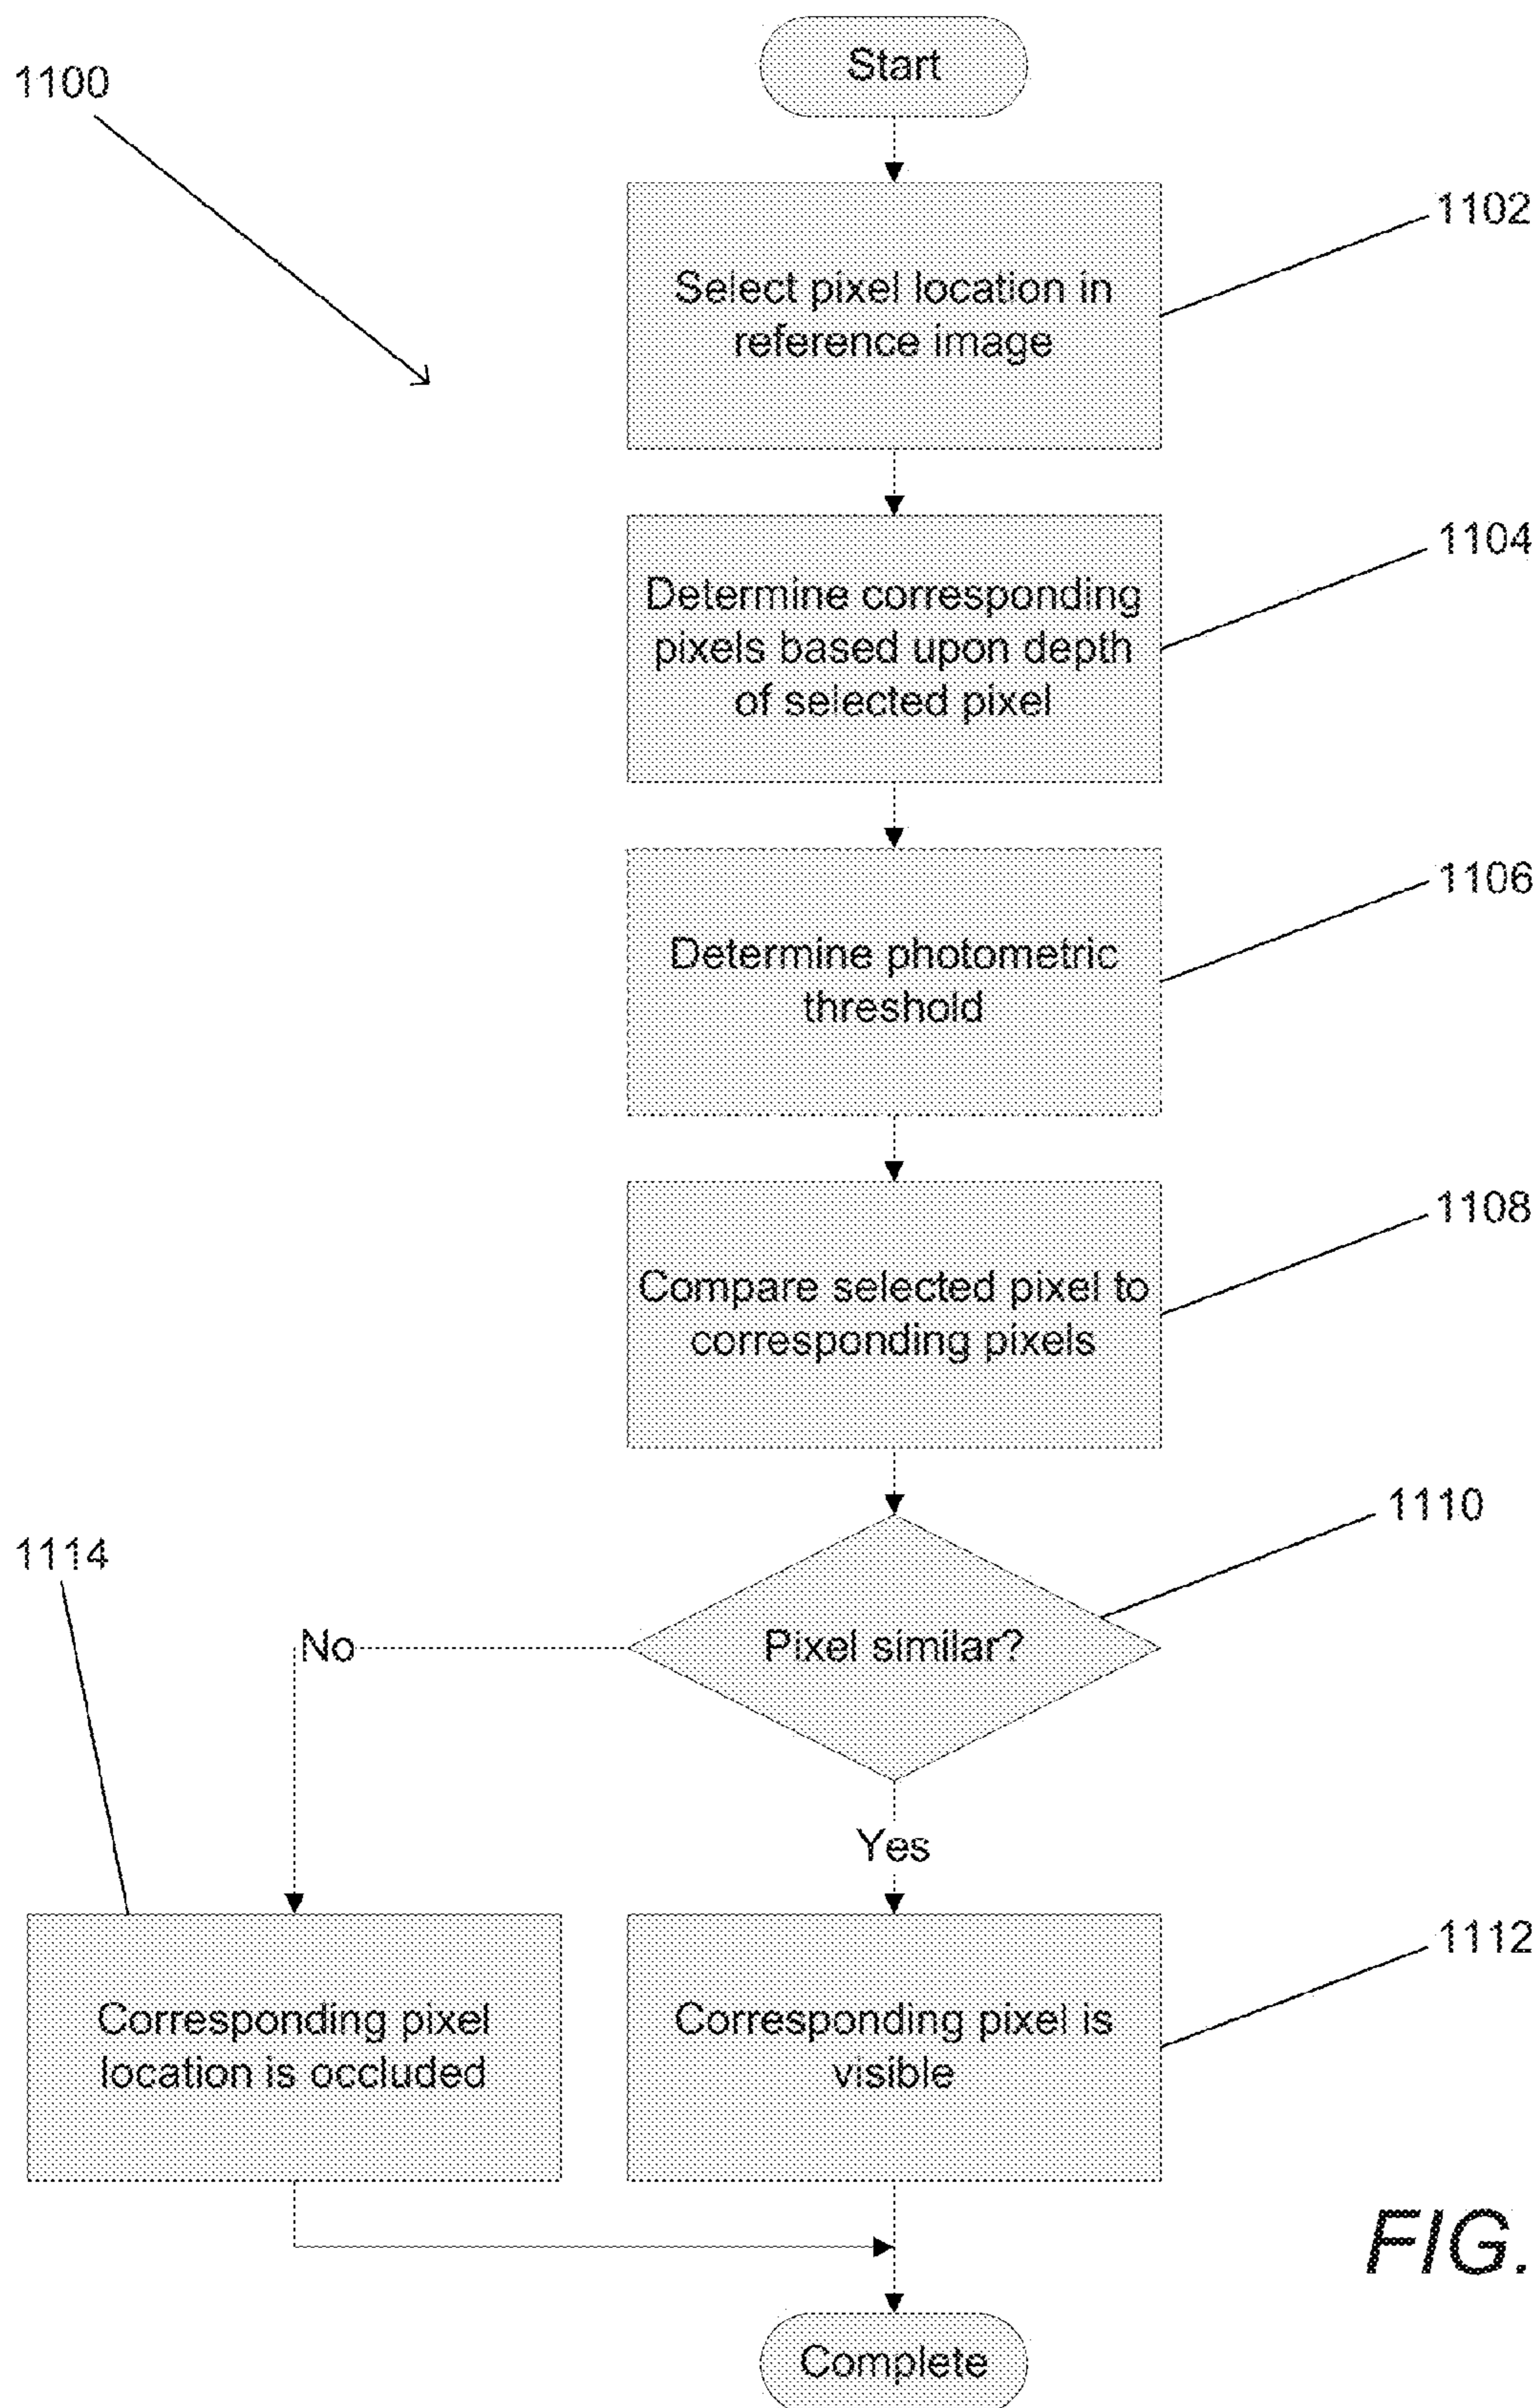 Start
1100
1102
Select pixel location in
reference image
1104
Determine corresponding
pixels based upon depth
of selected pixel
1106
Determine photometric
threshold
1108
Compare selected pixel to
corresponding pixels
1110
Pixel similar?
No
Yes
1114
Corresponding pixel
location is occluded
1112
Corresponding pixel is
visible
FIG.
Complete